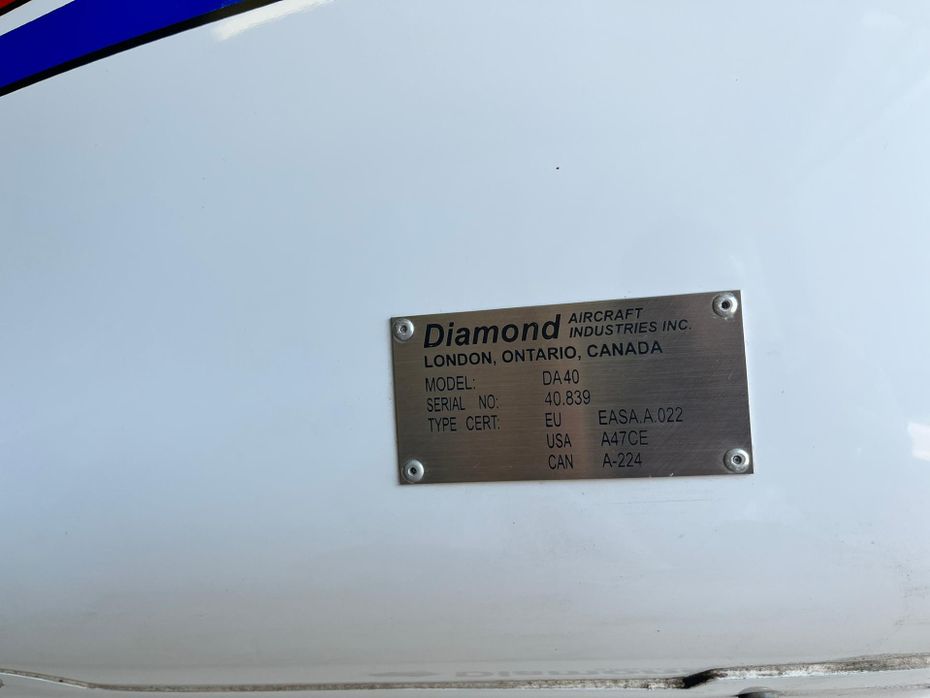 Diamond AIRCRAFT INDUSTRIES INC.
LONDON, ONTARIO, CANADA
MODEL: DA40
SERIAL NO: 40.839
TYPE CERT: EU EASA.A.022
USA A47CE
CAN A-224